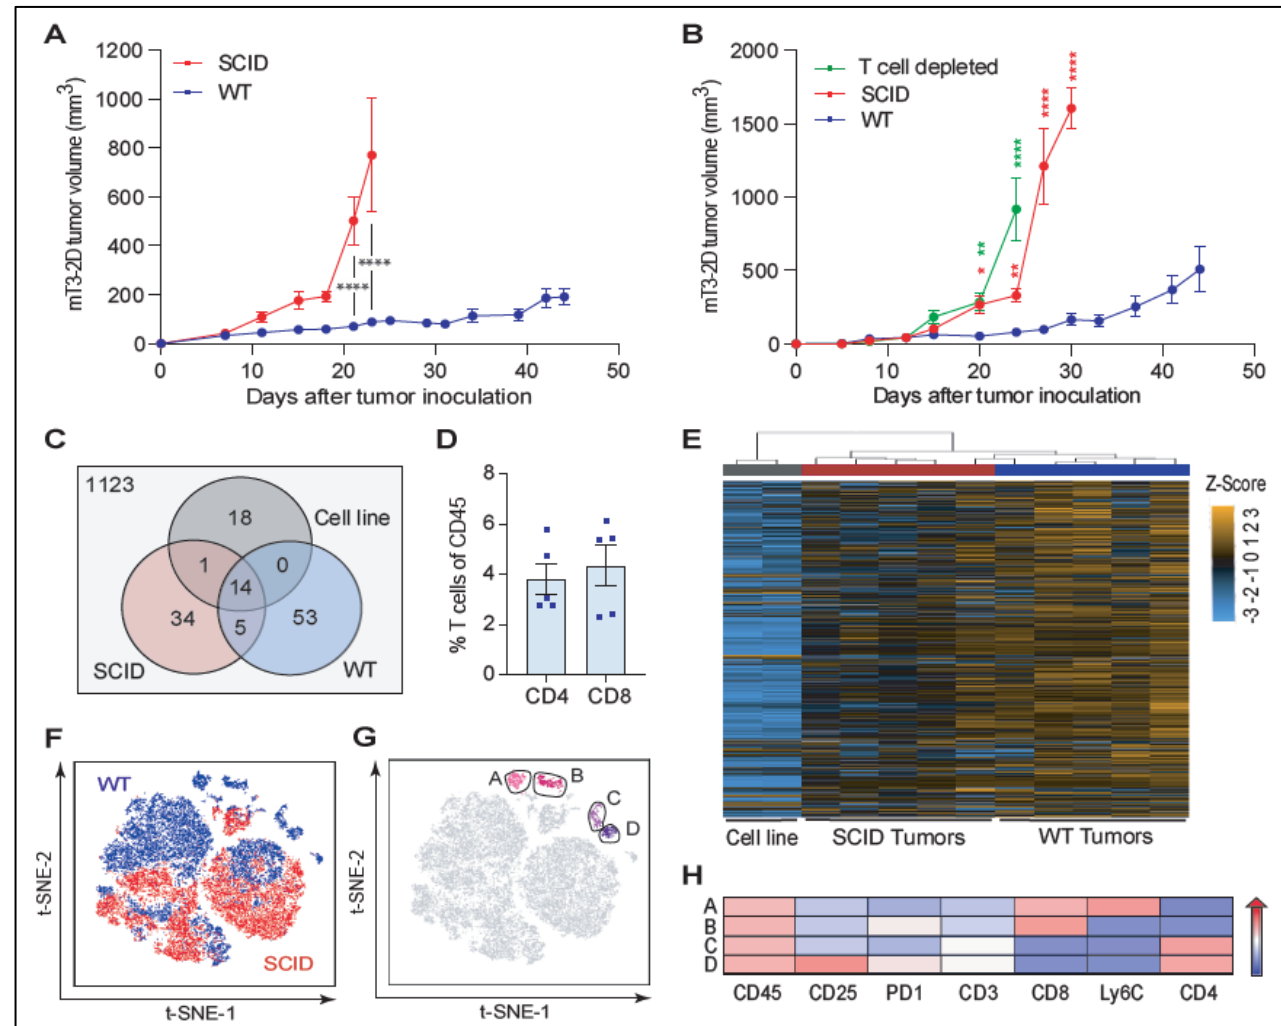 A
1200
1000
800
600
400
200
0
mT3-2D tumor volume (mm3)
SCID
WT
****
****
0 10 20 30 40 50
Days after tumor inoculation
B
2000
1500
1000
500
0
mT3-2D tumor volume (mm3)
T cell depleted
SCID
WT
*
**
**
****
****
****
0 10 20 30 40 50
Days after tumor inoculation
C
1123
18
Cell line
1
0
14
34
5
53
SCID
WT
D
8
6
4
2
0
% T cells of CD45
CD4 CD8
E
Z-Score
-3 -2 -1 0 1 2 3
Cell line SCID Tumors WT Tumors
F
WT
SCID
t-SNE-2
t-SNE-1
G
A
B
C
D
t-SNE-2
t-SNE-1
H
A
B
C
D
CD45 CD25 PD1 CD3 CD8 Ly6C CD4